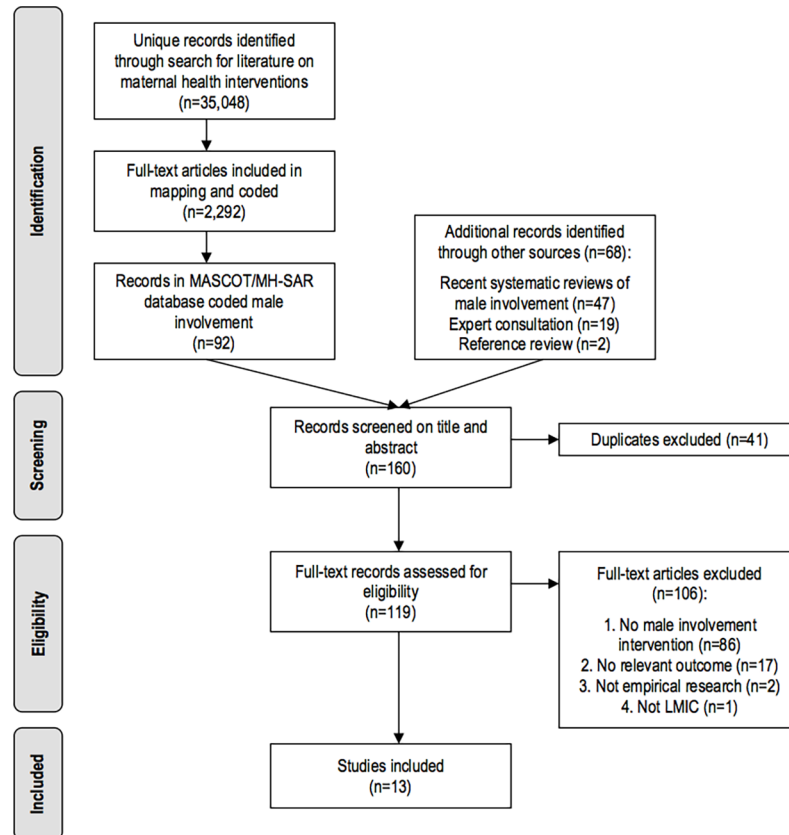 Identification
Unique records identified
through search for literature on
maternal health interventions
(n=35,048)
Full-text articles included in
mapping and coded
(n=2,292)
Records in MASCOT/MH-SAR
database coded male
involvement
(n=92)
Additional records identified
through other sources (n=68):
Recent systematic reviews of
male involvement (n=47)
Expert consultation (n=19)
Reference review (n=2)
Screening
Records screened on title and
abstract
(n=160)
Duplicates excluded (n=41)
Eligibility
Full-text records assessed for
eligibility
(n=119)
Full-text articles excluded
(n=106):
1. No male involvement
intervention (n=86)
2. No relevant outcome (n=17)
3. Not empirical research (n=2)
4. Not LMIC (n=1)
Included
Studies included
(n=13)